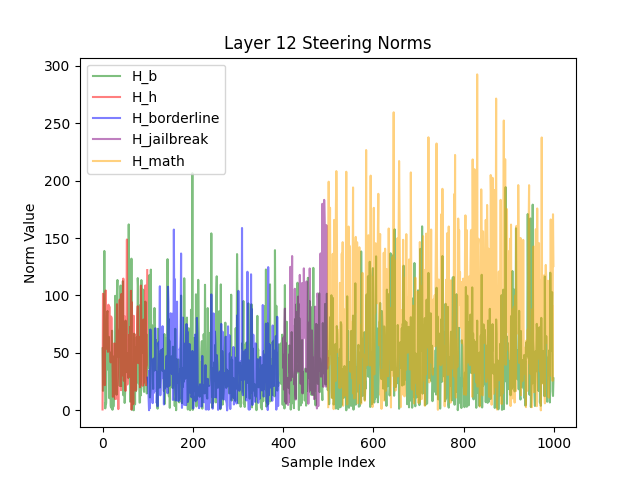 Layer 12 Steering Norms
300
250
200
150
100
50
0
Norm Value
H_b
H_h
H_borderline
H_jailbreak
H_math
0 200 400 600 800 1000
Sample Index